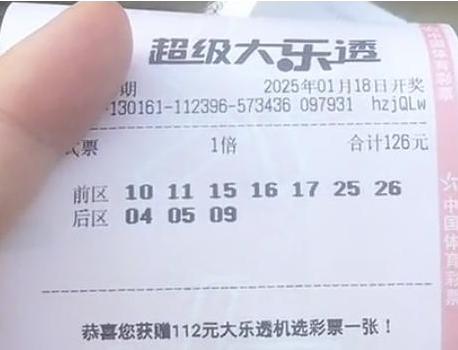 超级大乐透
期 2025年01月18日开奖
-130161-112396-573436 097931 hzjQLw
式票 1倍 合计126元
前区 10 11 15 16 17 25 26
后区 04 05 09
恭喜您获赠112元大乐透机选彩票一张！
中国体育彩票
中国体育彩票